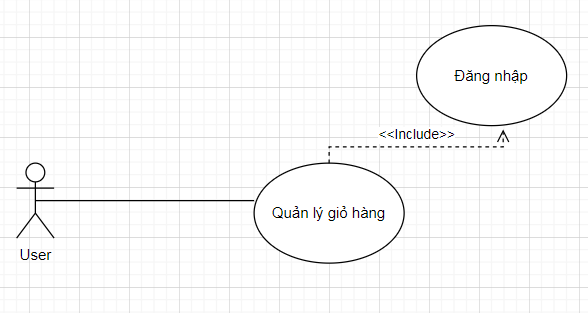 Đăng nhập
<<Include>>
Quản lý giỏ hàng
User